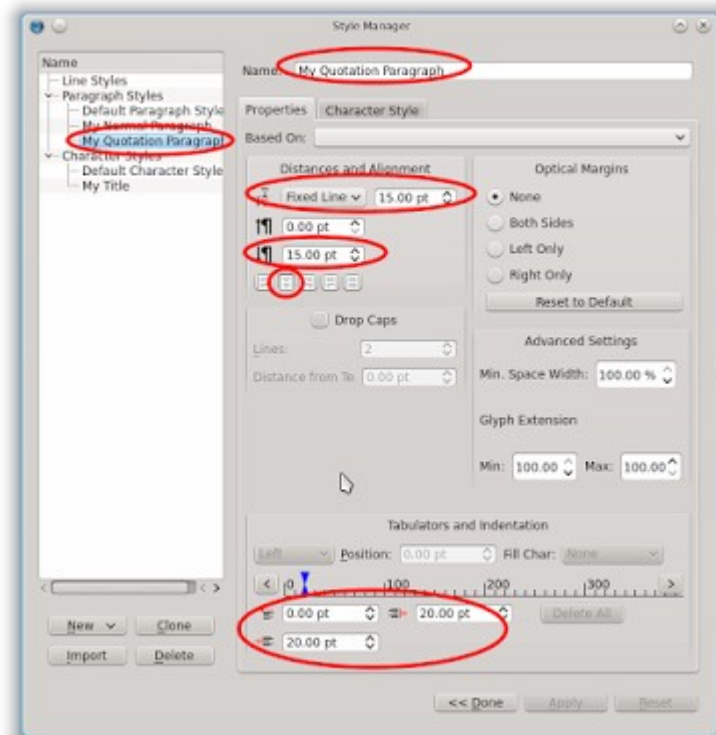 Style Manager
Name
Line Styles
Paragraph Styles
Default Paragraph Style
My Normal Paragraph
My Quotation Paragraph
Character Styles
Default Character Style
My Title
New
Clone
Import
Delete
Name: My Quotation Paragraph
Properties
Character Style
Based On:
Distances and Alignment
Fixed Line
15.00 pt
0.00 pt
15.00 pt
Drop Caps
Lines: 2
Distance from Te 0.00 pt
Optical Margins
None
Both Sides
Left Only
Right Only
Reset to Default
Advanced Settings
Min. Space Width: 100.00 %
Glyph Extension
Min: 100.00 Max: 100.00
Tabulators and Indentation
Left Position: 0.00 pt Fill Char: None
0 100 200 300
0.00 pt 20.00 pt Delete All
20.00 pt
<< Done Apply Reset